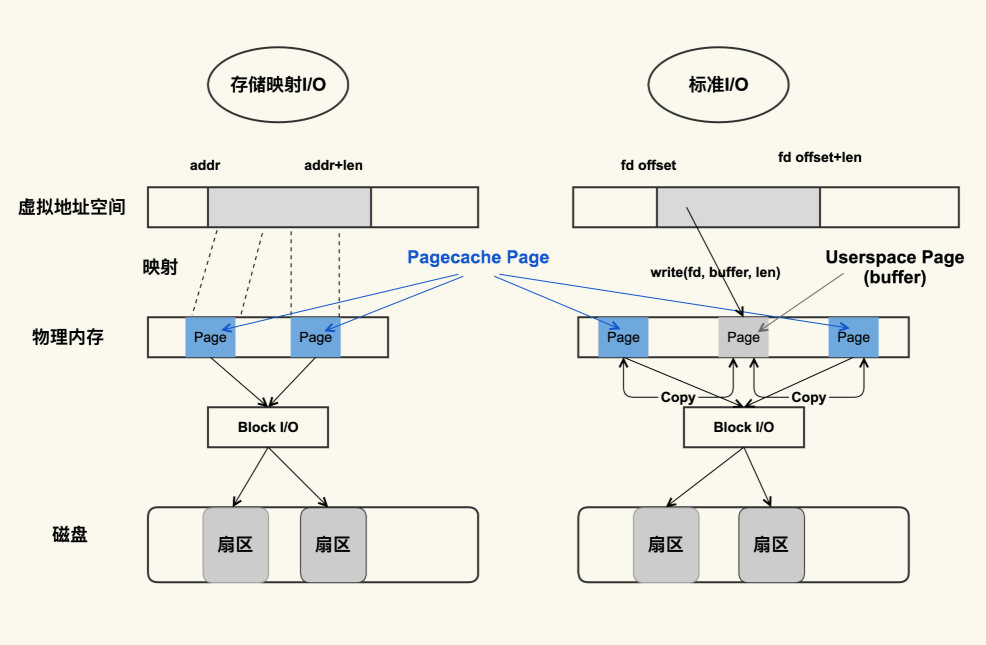 存储映射I/O
标准I/O
addr
addr+len
fd offset
fd offset+len
虚拟地址空间
映射
Pagecache Page
write(fd, buffer, len)
Userspace Page
(buffer)
物理内存
Page
Page
Page
Page
Page
Copy
Copy
Block I/O
Block I/O
磁盘
扇区
扇区
扇区
扇区